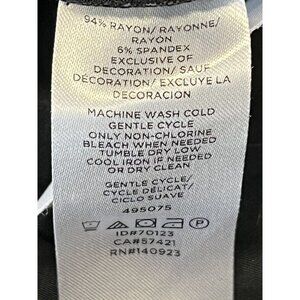 94% RAYON/ RAYONNE/
RAYON
6% SPANDEX
EXCLUSIVE OF
DECORATION/ SAUF
DÉCORATION/ EXCLUYE LA
DECORACION
MACHINE WASH COLD
GENTLE CYCLE
ONLY NON-CHLORINE
BLEACH WHEN NEEDED
TUMBLE DRY LOW
COOL IRON IF NEEDED
OR DRY CLEAN
GENTLE CYCLE/
CYCLE DÉLICAT/
CICLO SUAVE
495075
ID#70123
CA#57421
RN#140923